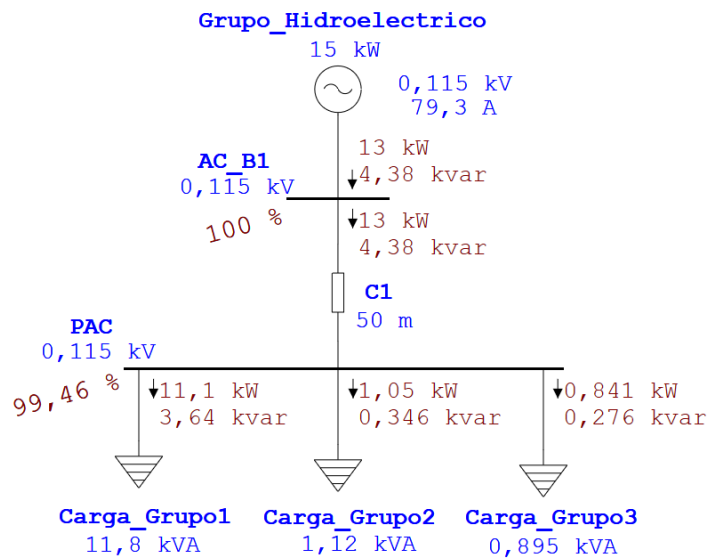 Grupo_Hidroelectrico
15 kW
0,115 kV
79,3 A
13 kW
4,38 kvar
AC_B1
0,115 kV
100 %
13 kW
4,38 kvar
C1
50 m
PAC
0,115 kV
99,46 %
11,1 kW
3,64 kvar
1,05 kW
0,346 kvar
0,841 kW
0,276 kvar
Carga_Grupo1
11,8 kVA
Carga_Grupo2
1,12 kVA
Carga_Grupo3
0,895 kVA